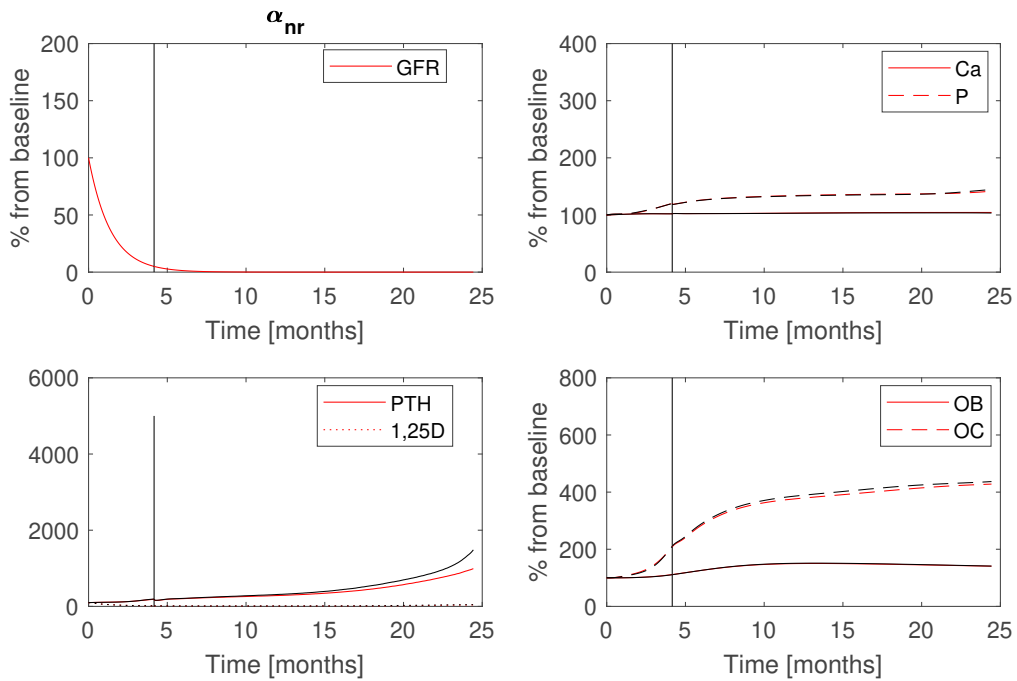 α_nr
200
150
100
50
0
% from baseline
GFR
0 5 10 15 20 25
Time [months]
400
300
200
100
0
% from baseline
Ca
P
0 5 10 15 20 25
Time [months]
6000
4000
2000
0
% from baseline
PTH
1,25D
0 5 10 15 20 25
Time [months]
800
600
400
200
0
% from baseline
OB
OC
0 5 10 15 20 25
Time [months]